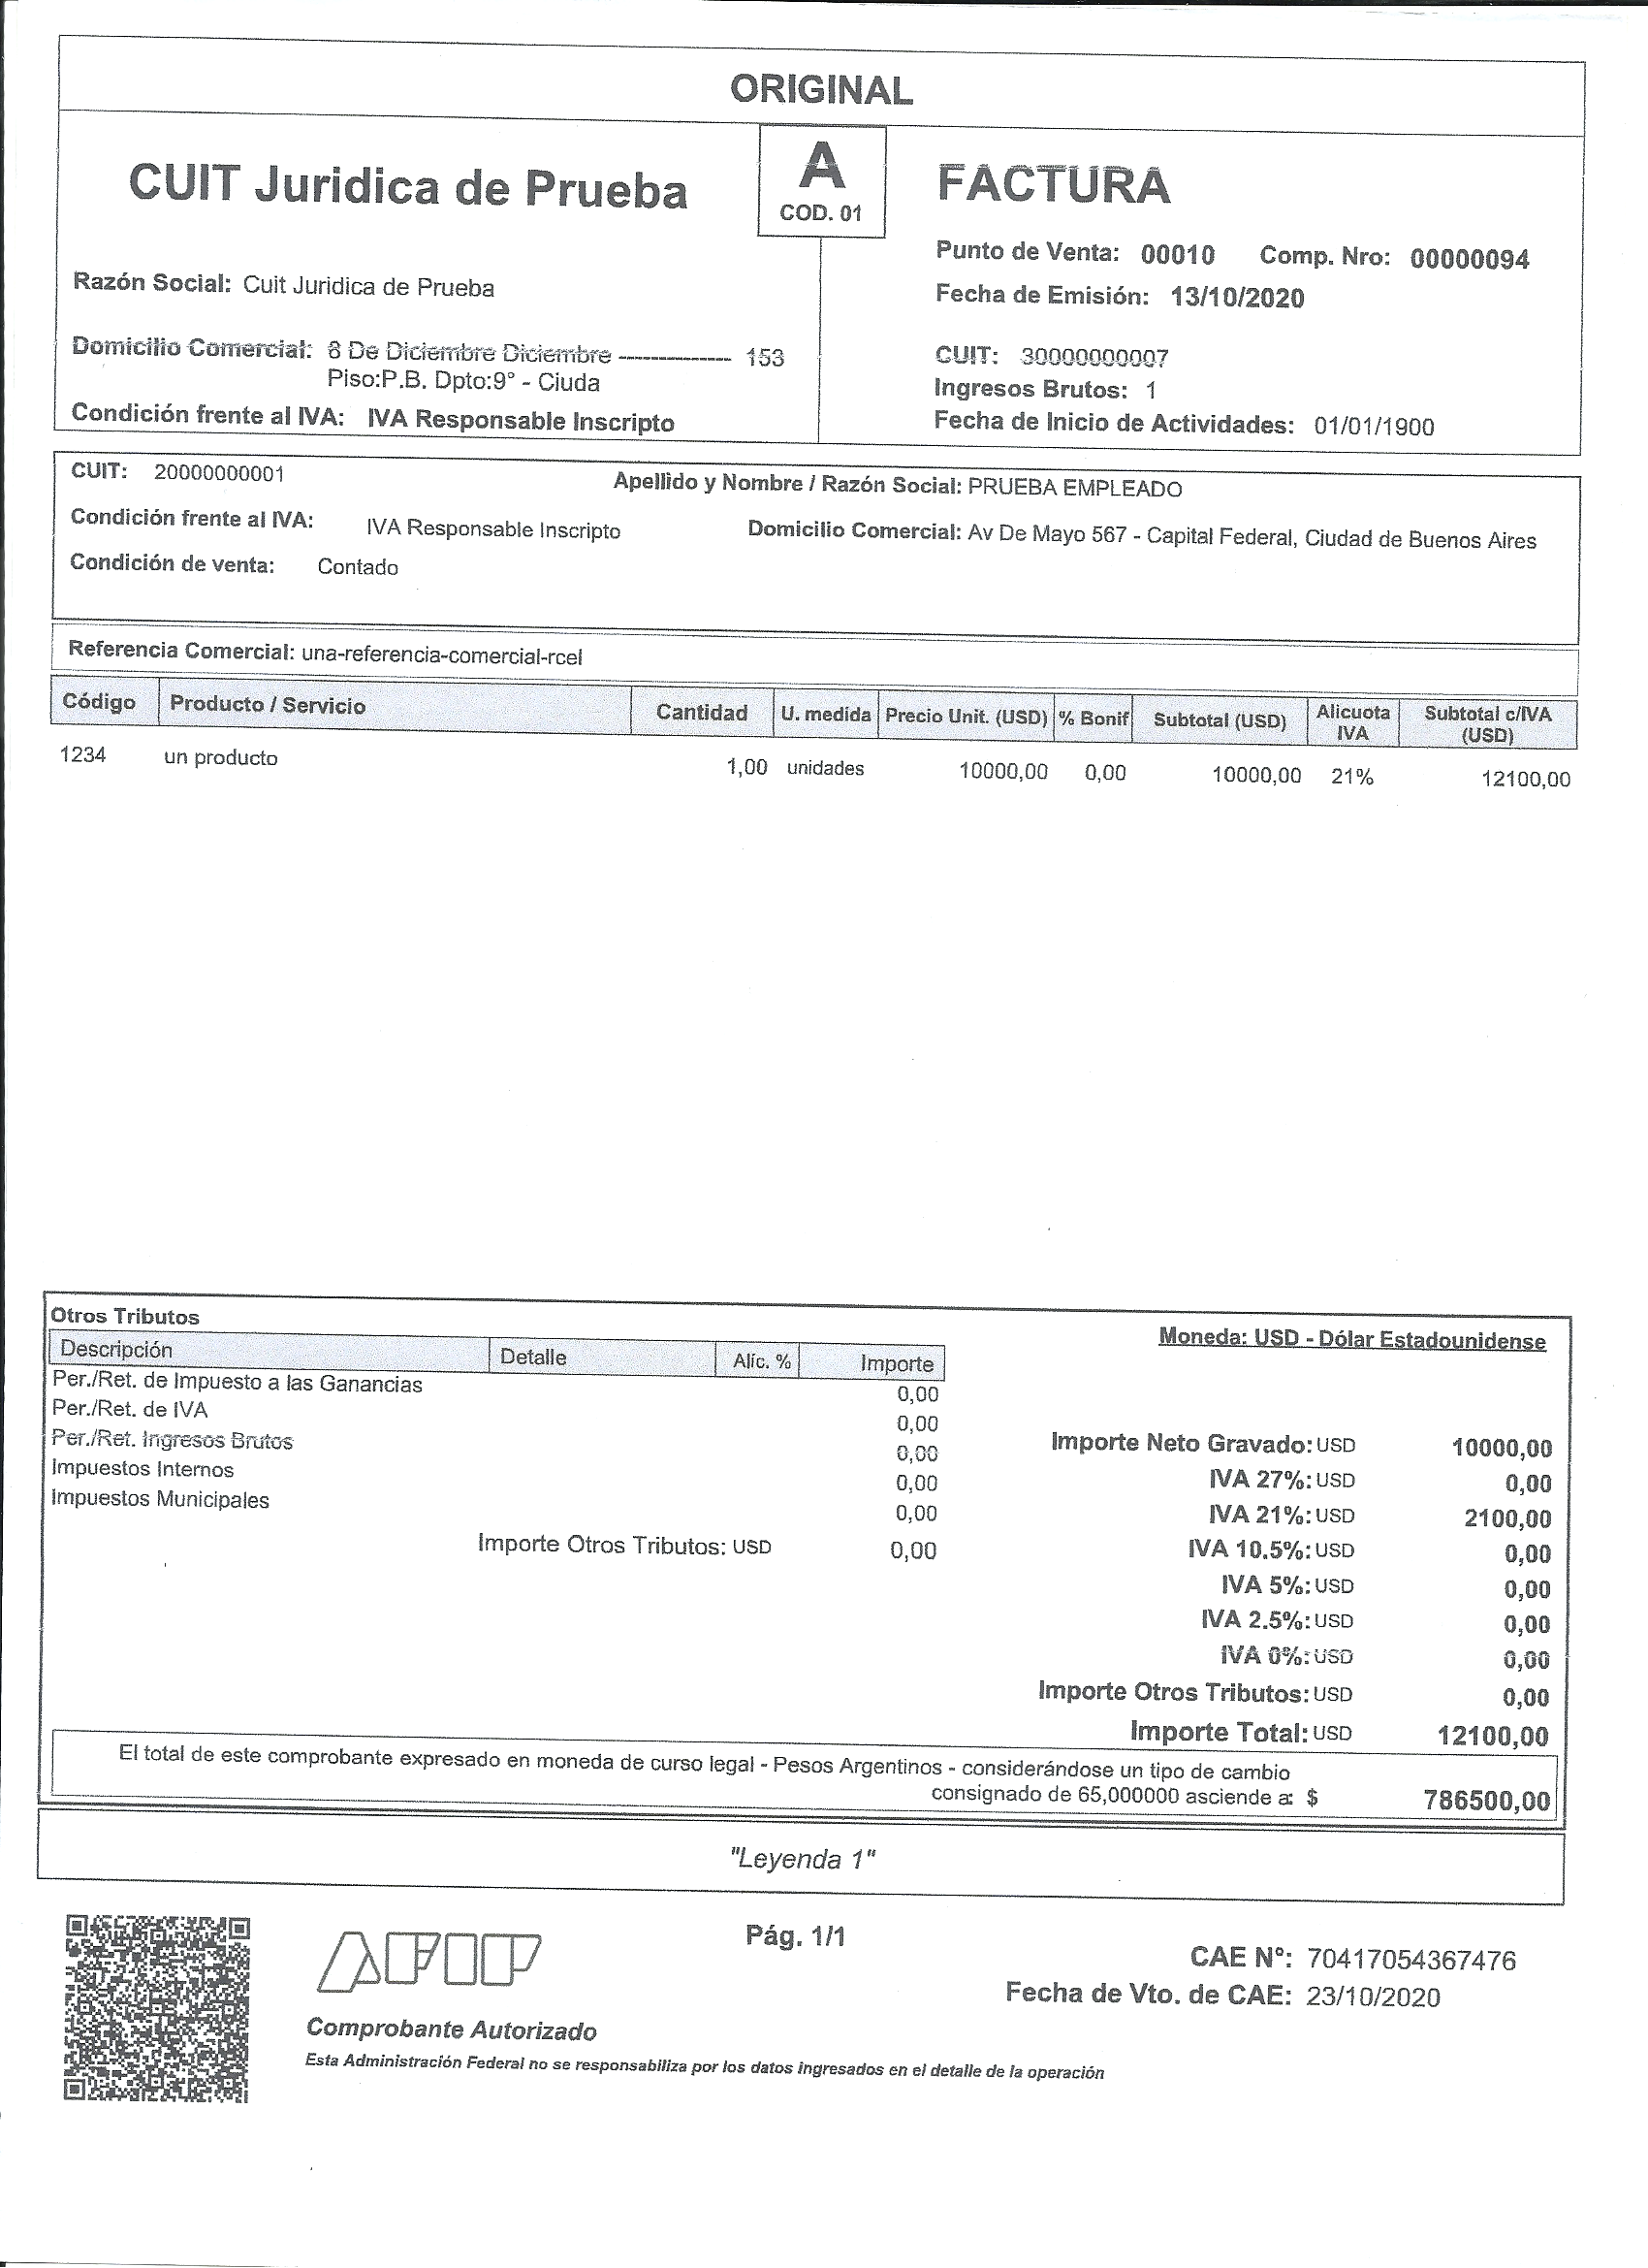 ORIGINAL
CUIT Juridica de Prueba
A
COD. 01
FACTURA
Punto de Venta: 00010 Comp. Nro: 00000094
Fecha de Emisión: 13/10/2020
Razón Social: Cuit Juridica de Prueba
Domicilio Comercial: 8 De Diciembre Diciembre ---------------- 153
Piso:P.B. Dpto:9° - Ciuda
Condición frente al IVA: IVA Responsable Inscripto
CUIT: 30000000007
Ingresos Brutos: 1
Fecha de Inicio de Actividades: 01/01/1900
CUIT: 20000000001 Apellido y Nombre / Razón Social: PRUEBA EMPLEADO
Condición frente al IVA: IVA Responsable Inscripto Domicilio Comercial: Av De Mayo 567 - Capital Federal, Ciudad de Buenos Aires
Condición de venta: Contado
Referencia Comercial: una-referencia-comercial-rcel
Código Producto / Servicio Cantidad U. medida Precio Unit. (USD) % Bonif Subtotal (USD) Alicuota IVA Subtotal c/IVA (USD)
1234 un producto 1,00 unidades 10000,00 0,00 10000,00 21% 12100,00
Otros Tributos
Descripción Detalle Alíc. % Importe
Per./Ret. de Impuesto a las Ganancias 0,00
Per./Ret. de IVA 0,00
Per./Ret. Ingresos Brutos 0,00
Impuestos Internos 0,00
Impuestos Municipales 0,00
Importe Otros Tributos: USD 0,00
Moneda: USD - Dólar Estadounidense
Importe Neto Gravado: USD 10000,00
IVA 27%: USD 0,00
IVA 21%: USD 2100,00
IVA 10.5%: USD 0,00
IVA 5%: USD 0,00
IVA 2.5%: USD 0,00
IVA 0%: USD 0,00
Importe Otros Tributos: USD 0,00
Importe Total: USD 12100,00
El total de este comprobante expresado en moneda de curso legal - Pesos Argentinos - considerándose un tipo de cambio
consignado de 65,000000 asciende a: $ 786500,00
"Leyenda 1"
AFIP
Pág. 1/1
CAE N°: 70417054367476
Fecha de Vto. de CAE: 23/10/2020
Comprobante Autorizado
Esta Administración Federal no se responsabiliza por los datos ingresados en el detalle de la operación